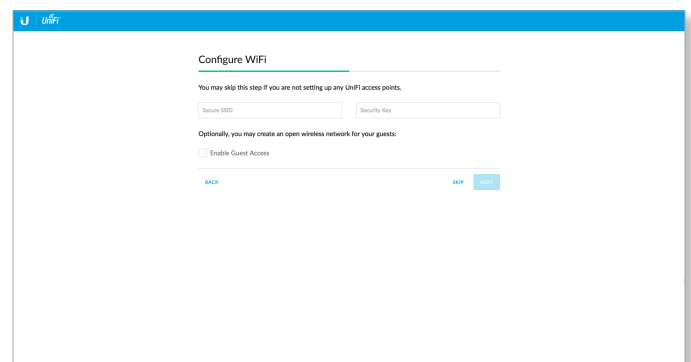 UniFi
Configure WiFi
You may skip this step if you are not setting up any UniFi access points.
Secure SSID
Security Key
Optionally, you may create an open wireless network for your guests:
Enable Guest Access
BACK
SKIP
NEXT